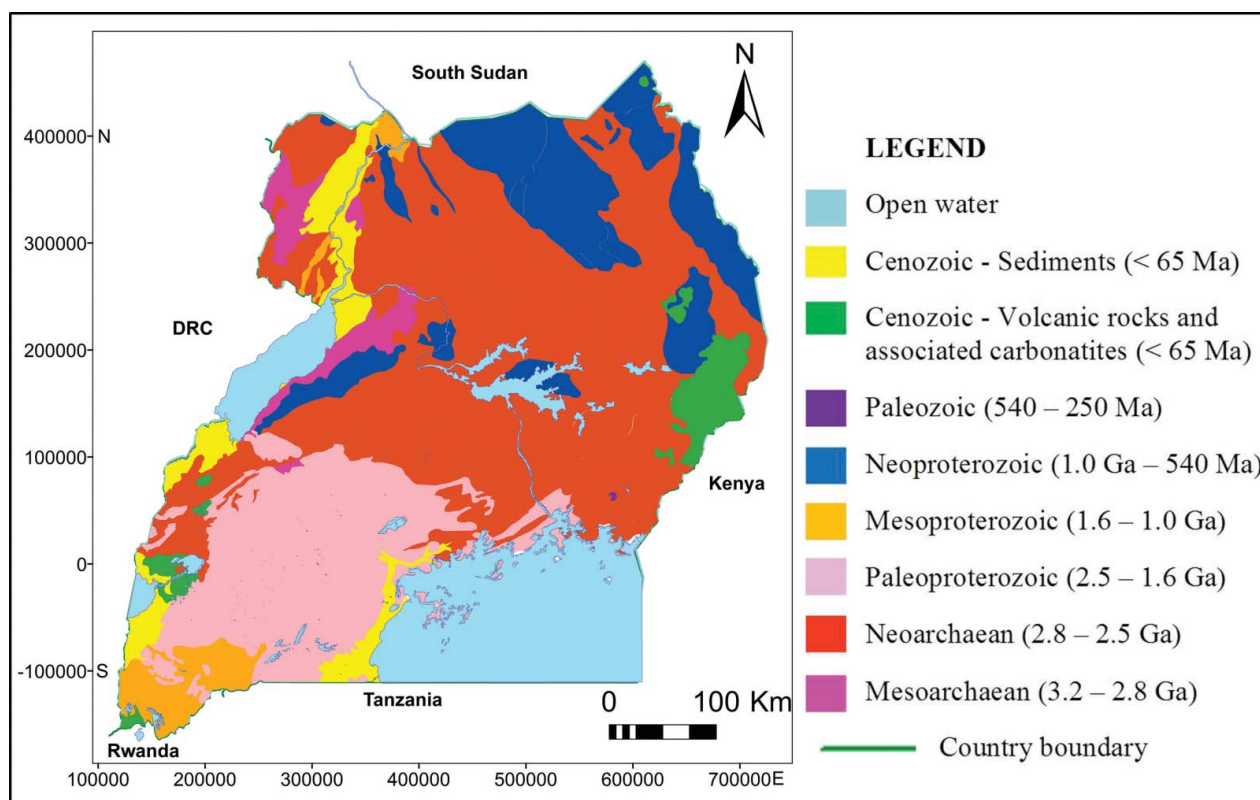 South Sudan
N
400000
N
300000
DRC
200000
100000
Kenya
0
-100000
S
Tanzania
0 100 Km
Rwanda
100000 200000 300000 400000 500000 600000 700000E
LEGEND
Open water
Cenozoic - Sediments (< 65 Ma)
Cenozoic - Volcanic rocks and
associated carbonatites (< 65 Ma)
Paleozoic (540 – 250 Ma)
Neoproterozoic (1.0 Ga – 540 Ma)
Mesoproterozoic (1.6 – 1.0 Ga)
Paleoproterozoic (2.5 – 1.6 Ga)
Neoarchaean (2.8 – 2.5 Ga)
Mesoarchaean (3.2 – 2.8 Ga)
Country boundary